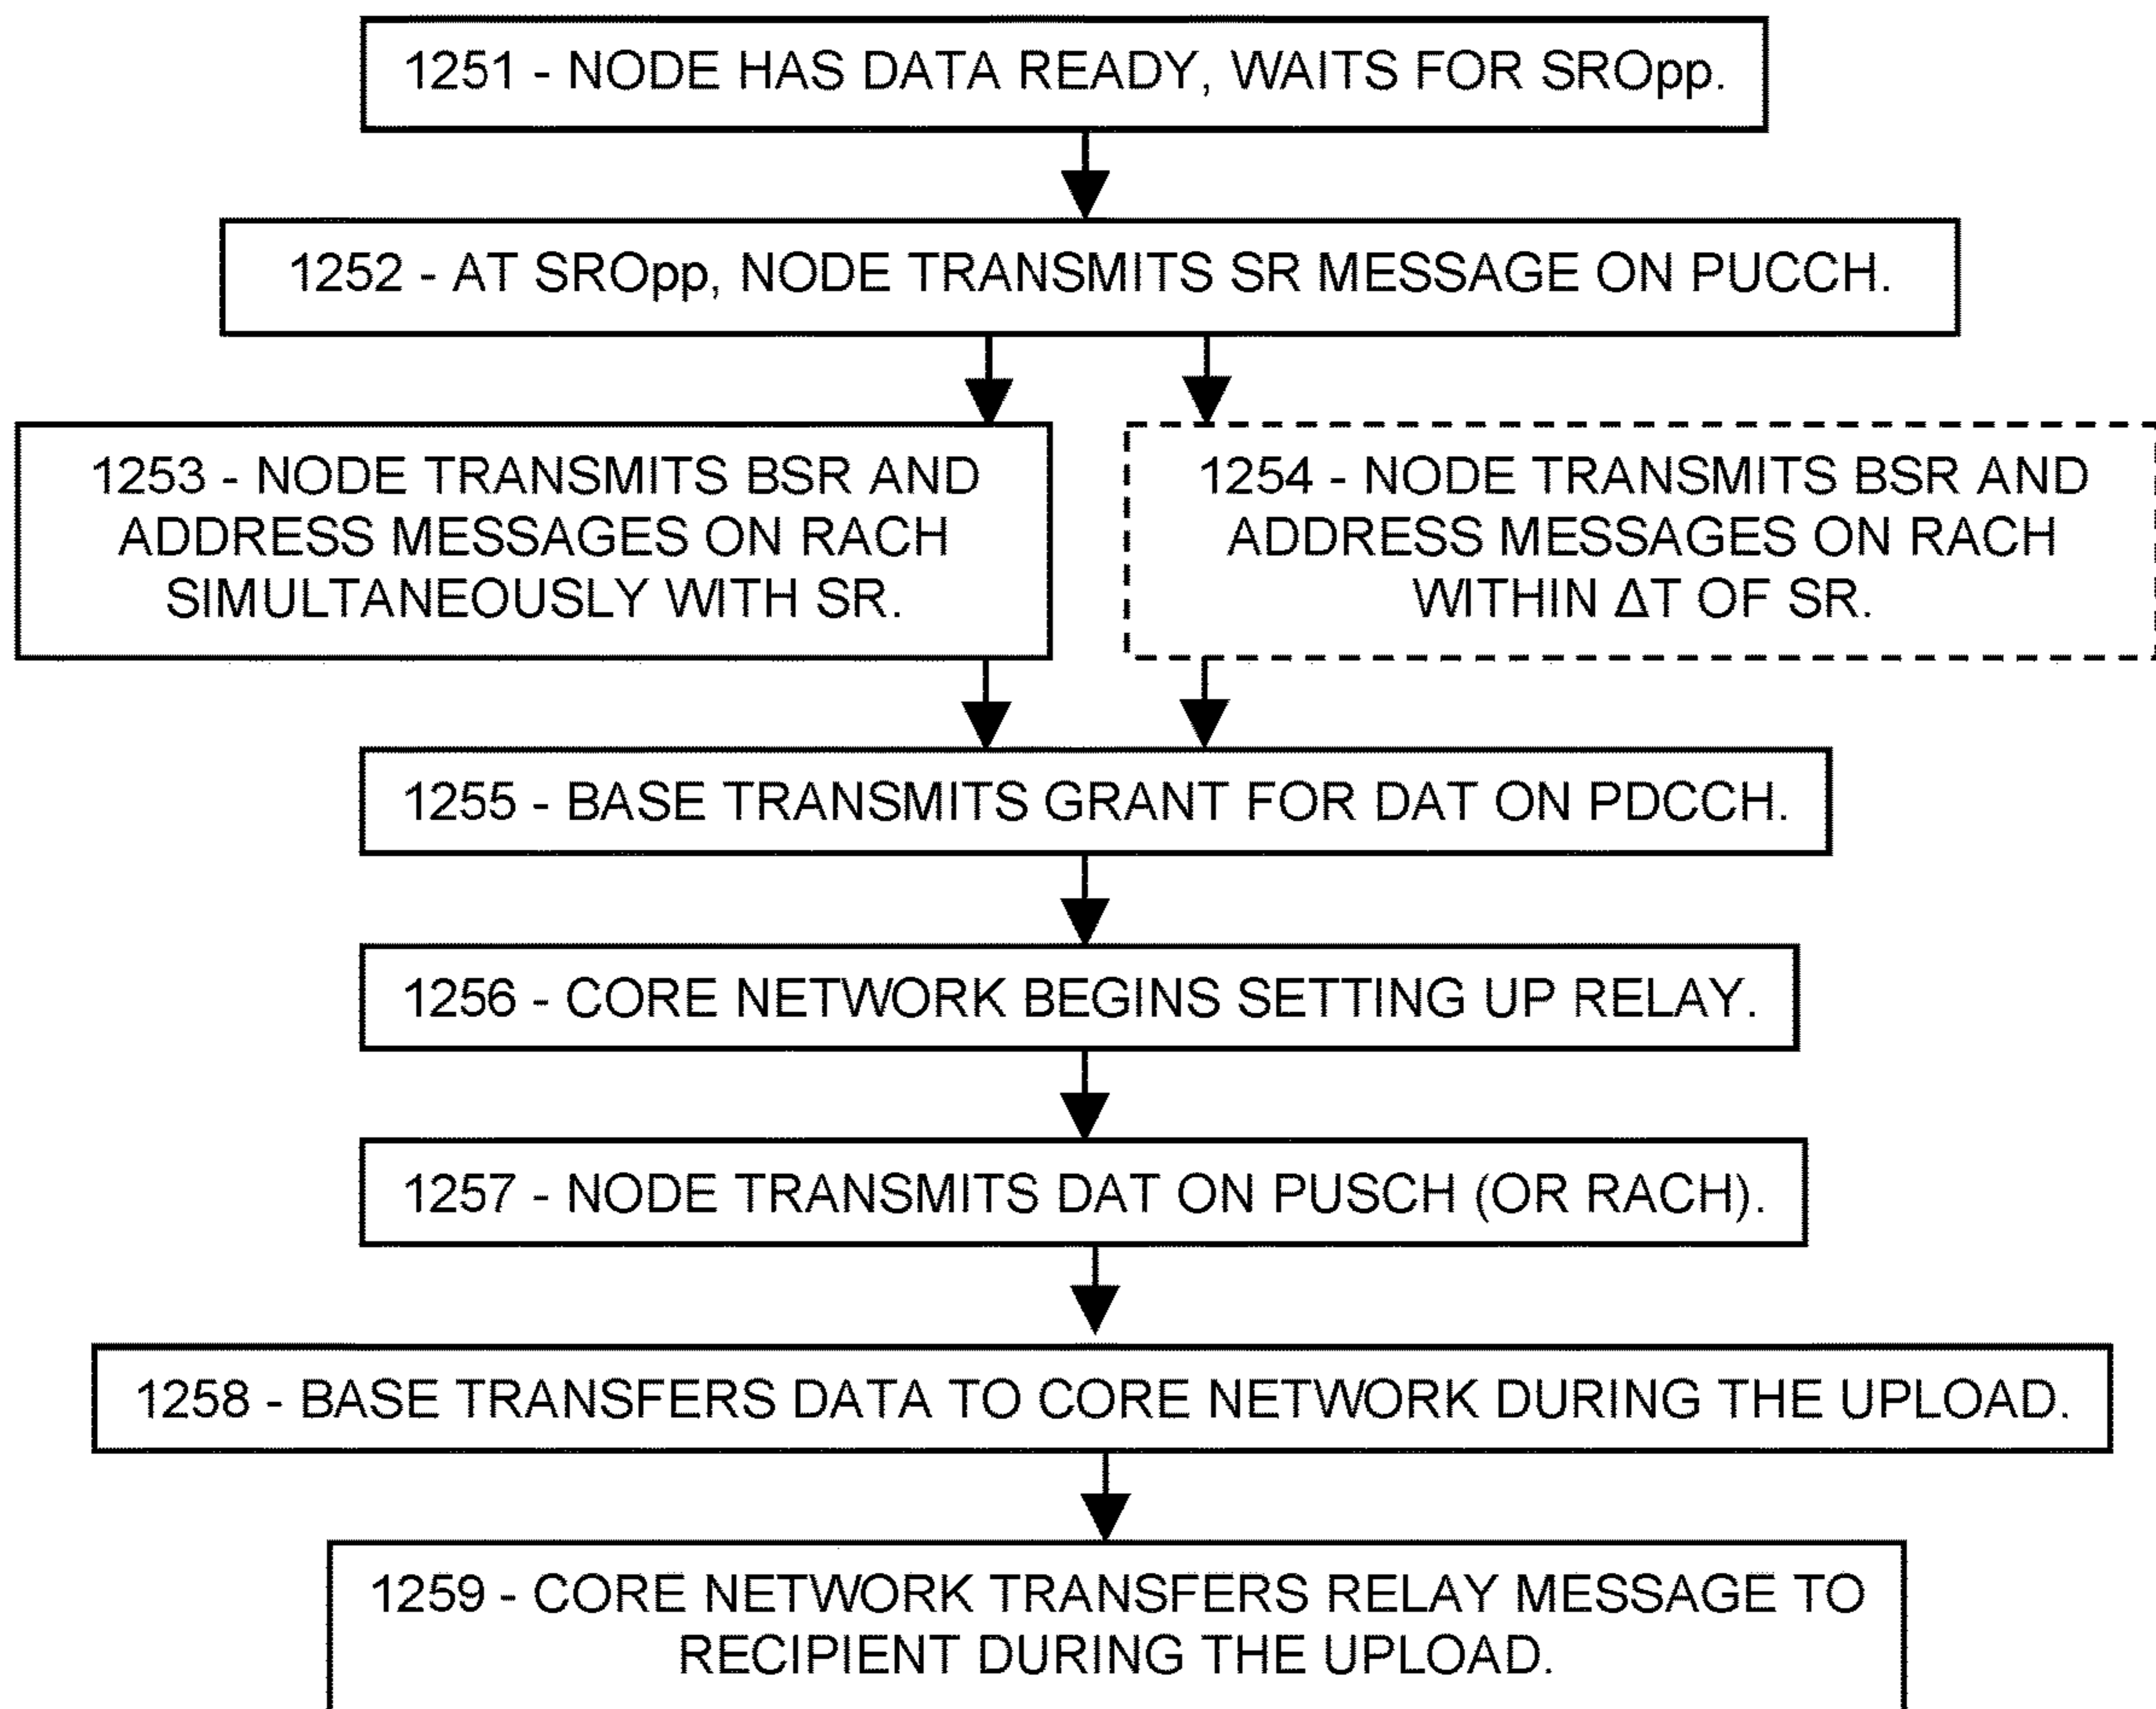 1251 - NODE HAS DATA READY, WAITS FOR SROpp.
1252 - AT SROpp, NODE TRANSMITS SR MESSAGE ON PUCCH.
1253 - NODE TRANSMITS BSR AND
ADDRESS MESSAGES ON RACH
SIMULTANEOUSLY WITH SR.
1254 - NODE TRANSMITS BSR AND
ADDRESS MESSAGES ON RACH
WITHIN ΔT OF SR.
1255 - BASE TRANSMITS GRANT FOR DAT ON PDCCH.
1256 - CORE NETWORK BEGINS SETTING UP RELAY.
1257 - NODE TRANSMITS DAT ON PUSCH (OR RACH).
1258 - BASE TRANSFERS DATA TO CORE NETWORK DURING THE UPLOAD.
1259 - CORE NETWORK TRANSFERS RELAY MESSAGE TO
RECIPIENT DURING THE UPLOAD.